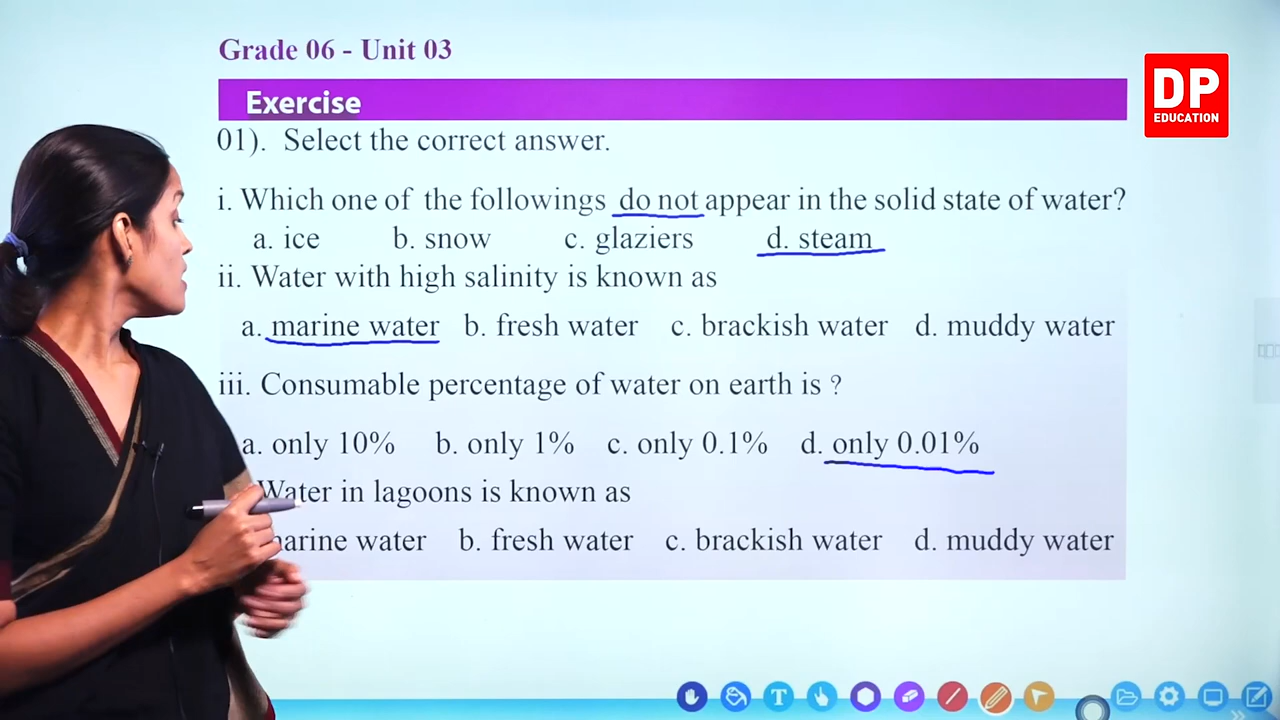 Grade 06 - Unit 03
DP
EDUCATION
Exercise
01). Select the correct answer.
i. Which one of the followings do not appear in the solid state of water?
a. ice b. snow c. glaziers d. steam
ii. Water with high salinity is known as
a. marine water b. fresh water c. brackish water d. muddy water
iii. Consumable percentage of water on earth is ?
a. only 10% b. only 1% c. only 0.1% d. only 0.01%
Water in lagoons is known as
water b. fresh water c. brackish water d. muddy water